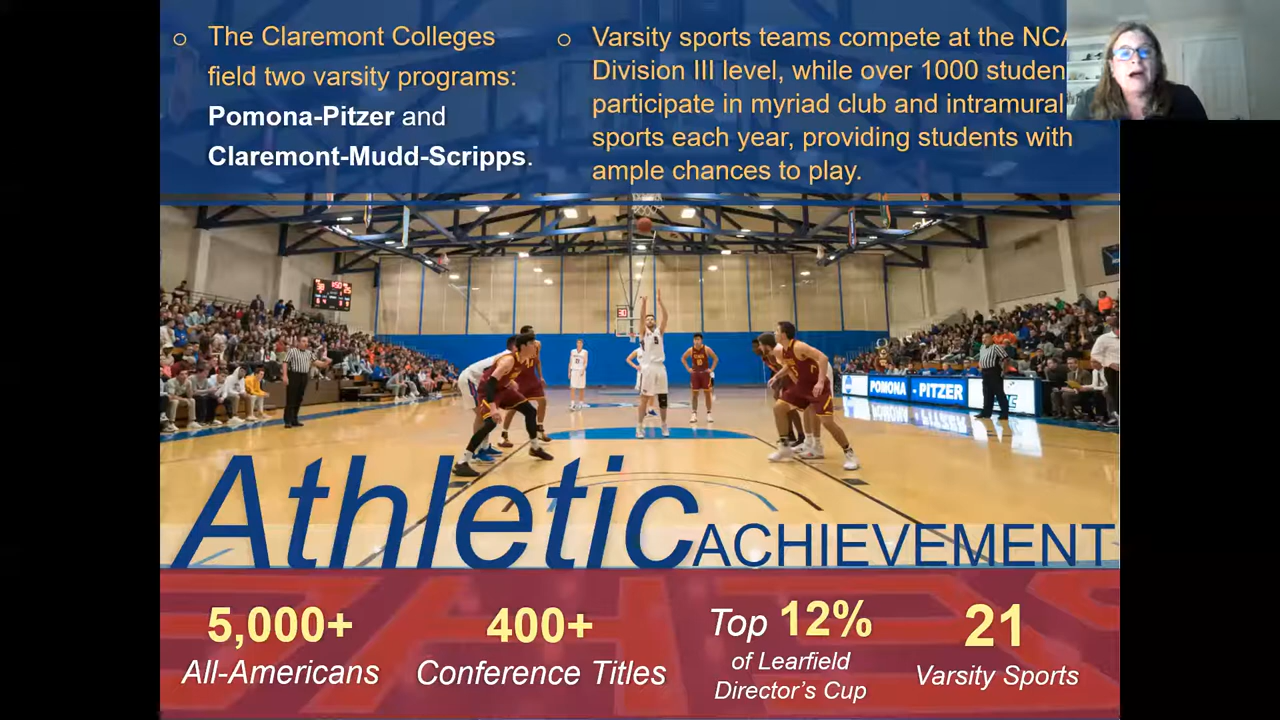 The Claremont Colleges
field two varsity programs:
Pomona-Pitzer and
Claremont-Mudd-Scripps.
Varsity sports teams compete at the
Division III level, while over 1000
participate in myriad club and intramural
sports each year, providing students with
ample chances to play.
POMONA - PITZER
Athletic ACHIEVEMENT
5,000+
All-Americans
400+
Conference Titles
Top 12%
of Learfield
Director's Cup
21
Varsity Sports